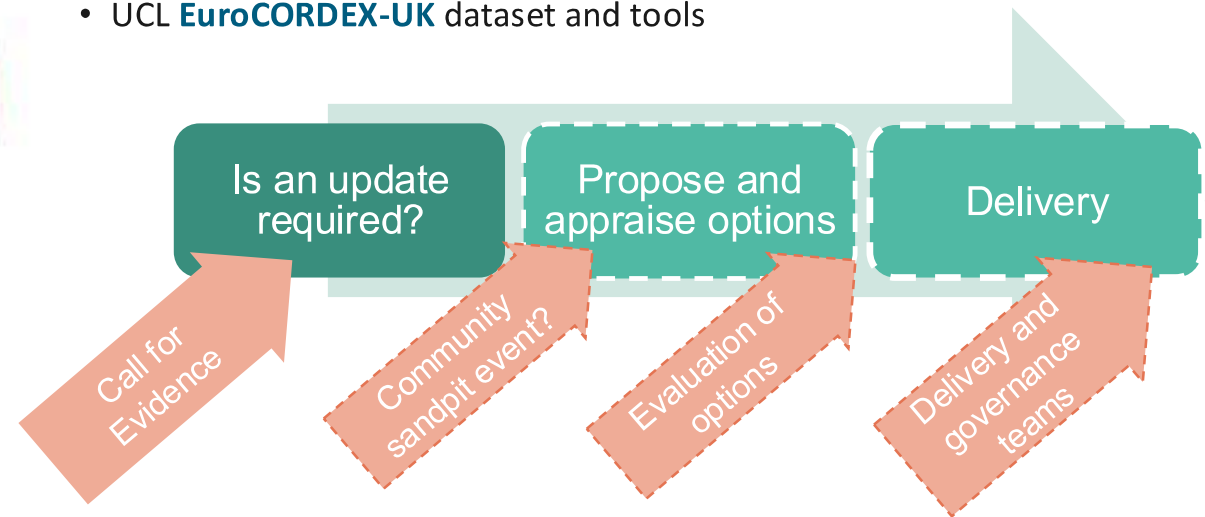 • UCL EuroCORDEX-UK dataset and tools
Is an update
required?
Propose and
appraise options
Delivery
Call for
Evidence
Community
sandpit event?
Evaluation of
options
Delivery and
governance
teams